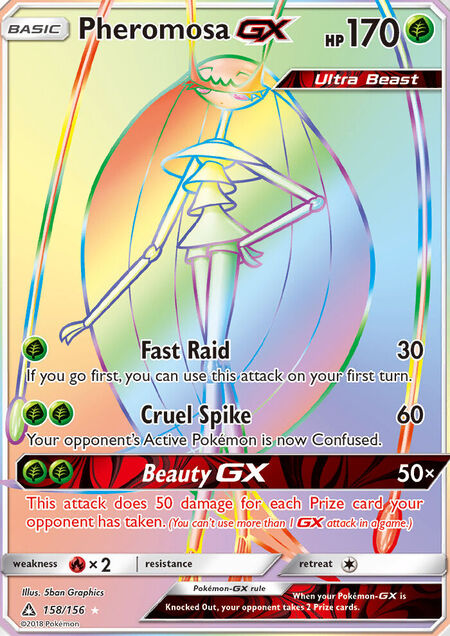 BASIC Pheromosa GX HP 170
Ultra Beast
Fast Raid 30
If you go first, you can use this attack on your first turn.
Cruel Spike 60
Your opponent's Active Pokémon is now Confused.
Beauty GX 50×
This attack does 50 damage for each Prize card your
opponent has taken. (You can't use more than 1 GX attack in a game.)
weakness × 2 resistance retreat
Illus. 5ban Graphics
158/156
©2018 Pokémon
Pokémon-GX rule
When your Pokémon-GX is
Knocked Out, your opponent takes 2 Prize cards.